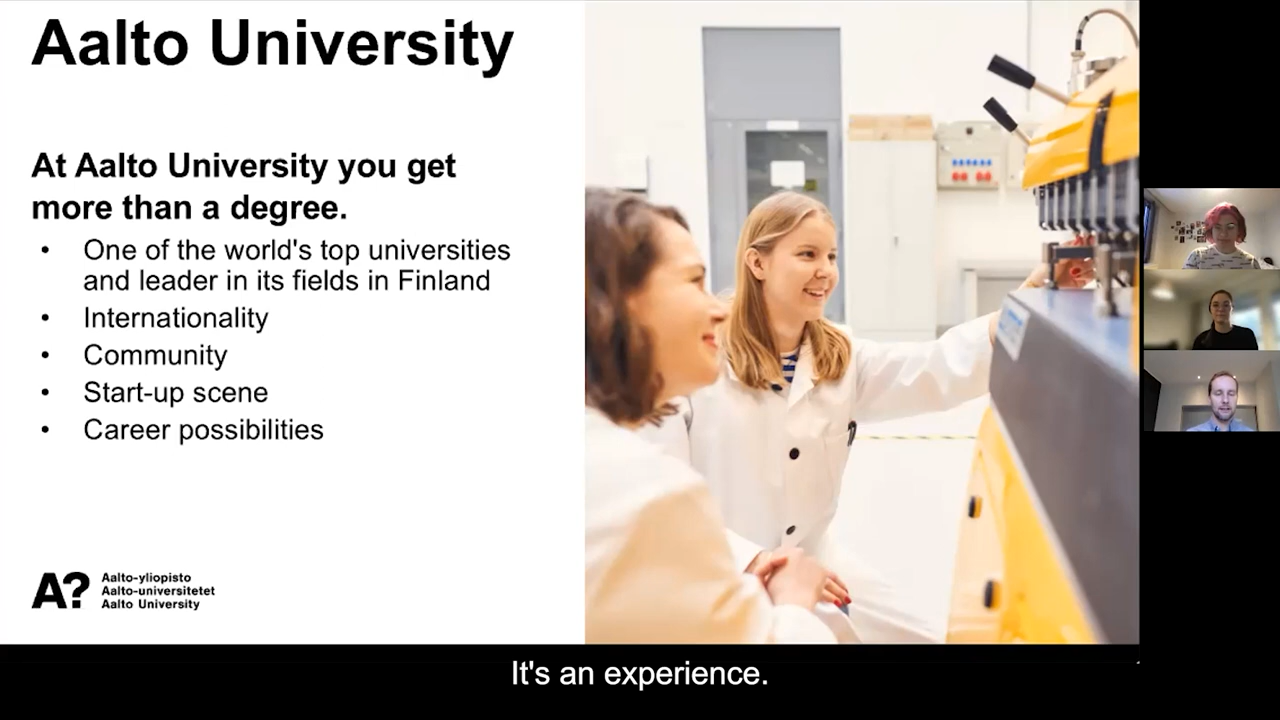 Aalto University
At Aalto University you get
more than a degree.
• One of the world's top universities
and leader in its fields in Finland
• Internationality
• Community
• Start-up scene
• Career possibilities
A? Aalto-yliopisto
Aalto-universitetet
Aalto University
It's an experience.